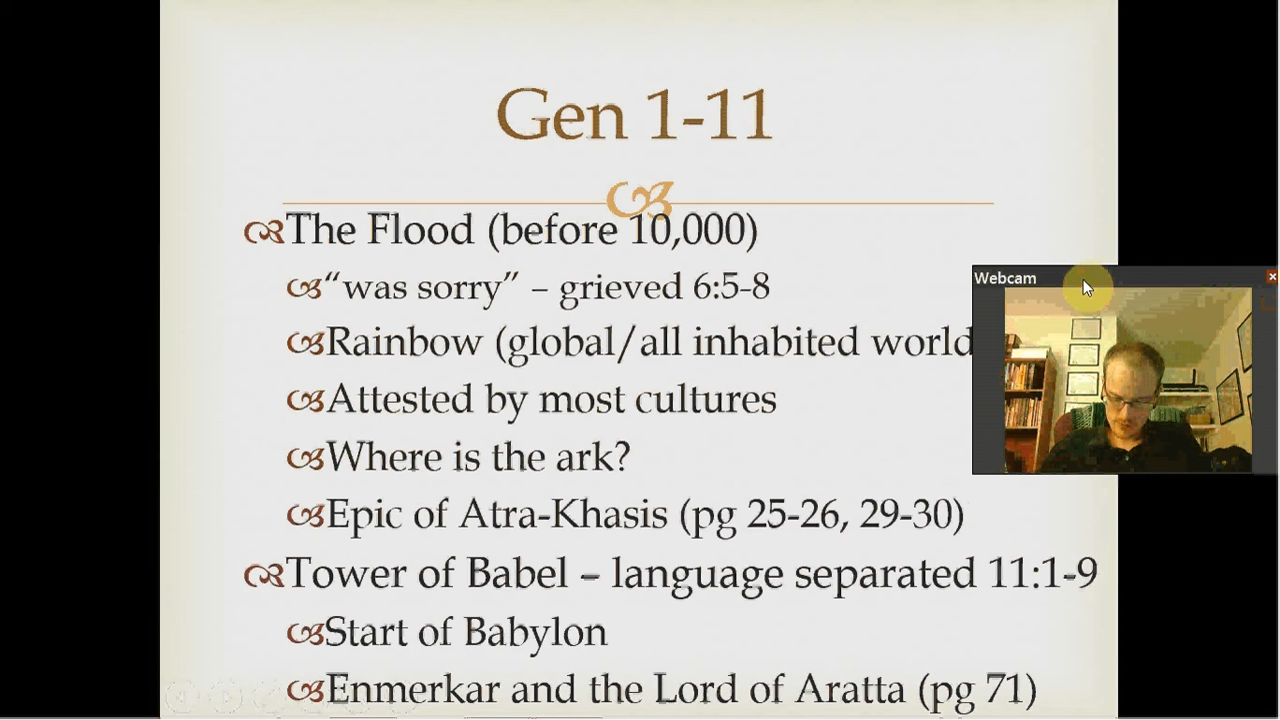 Gen 1-11
The Flood (before 10,000)
“was sorry” – grieved 6:5-8
Rainbow (global/all inhabited world
Attested by most cultures
Where is the ark?
Epic of Atra-Khasis (pg 25-26, 29-30)
Tower of Babel – language separated 11:1-9
Start of Babylon
Enmerkar and the Lord of Aratta (pg 71)
Webcam